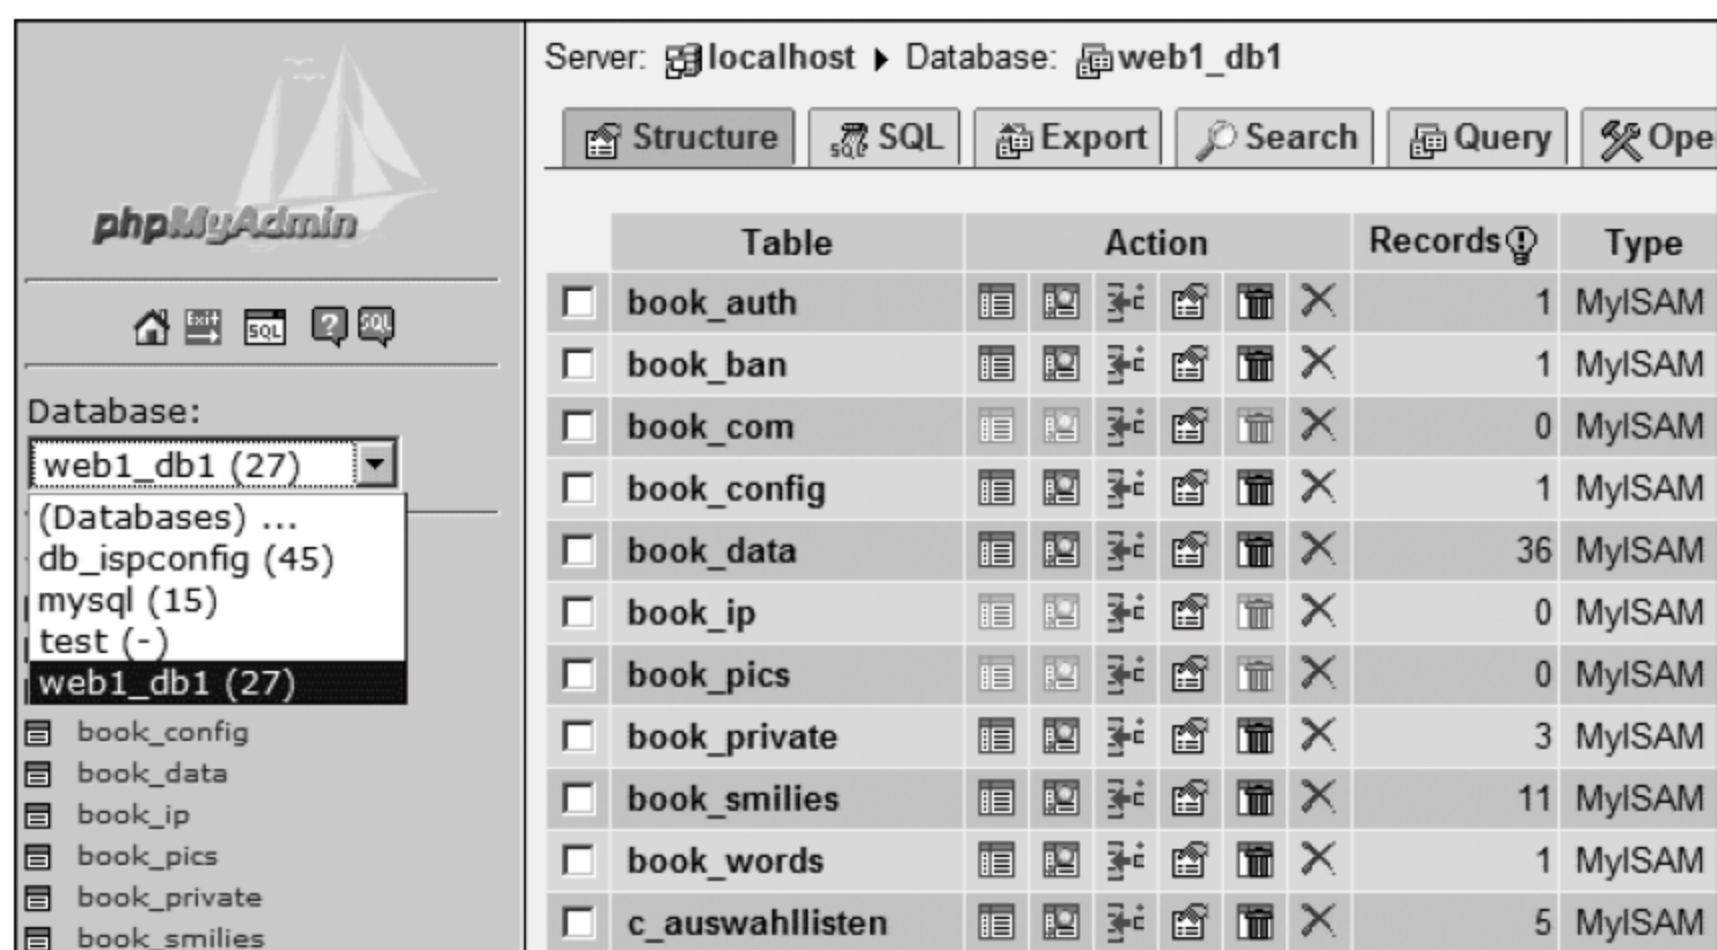 phpMyAdmin
Exit
SQL
?
SQL
Database:
web1_db1 (27)
(Databases) ...
db_ispconfig (45)
mysql (15)
test (-)
web1_db1 (27)
book_config
book_data
book_ip
book_pics
book_private
book_smilies
Server: localhost Database: web1_db1
Structure SQL Export Search Query Ope
Table Action Records Type
book_auth 1 MyISAM
book_ban 1 MyISAM
book_com 0 MyISAM
book_config 1 MyISAM
book_data 36 MyISAM
book_ip 0 MyISAM
book_pics 0 MyISAM
book_private 3 MyISAM
book_smilies 11 MyISAM
book_words 1 MyISAM
c_auswahllisten 5 MyISAM